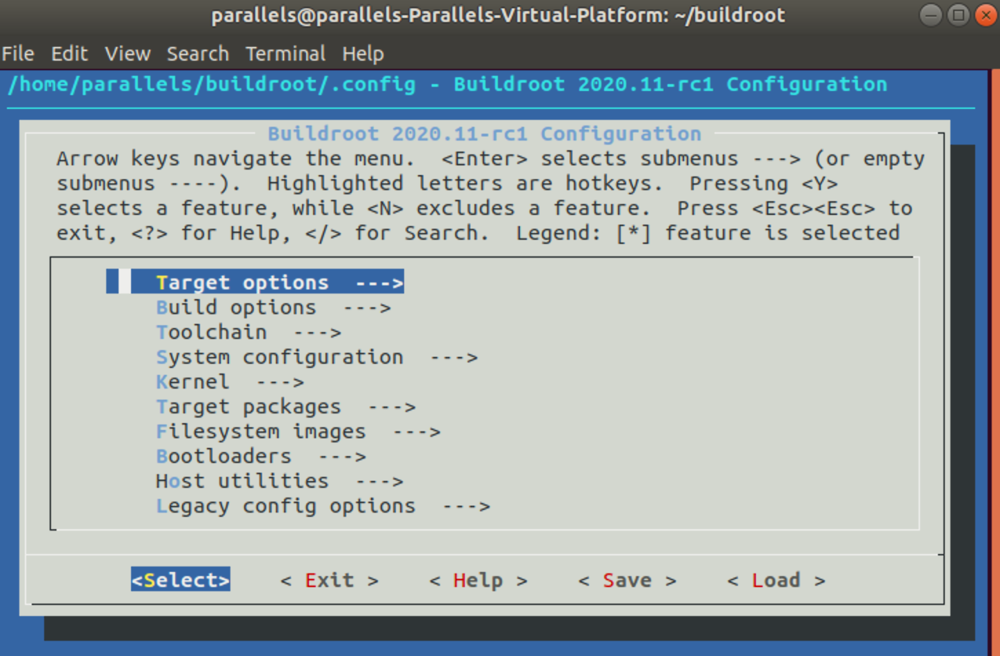 parallels@parallels-Parallels-Virtual-Platform: ~/buildroot
File Edit View Search Terminal Help
/home/parallels/buildroot/.config - Buildroot 2020.11-rc1 Configuration
Buildroot 2020.11-rc1 Configuration
Arrow keys navigate the menu.  <Enter> selects submenus ---> (or empty
submenus ----).  Highlighted letters are hotkeys.  Pressing <Y>
selects a feature, while <N> excludes a feature.  Press <Esc><Esc> to
exit, <?> for Help, </> for Search.  Legend: [*] feature is selected
Target options  --->
Build options  --->
Toolchain  --->
System configuration  --->
Kernel  --->
Target packages  --->
Filesystem images  --->
Bootloaders  --->
Host utilities  --->
Legacy config options  --->
<Select>    < Exit >    < Help >    < Save >    < Load >